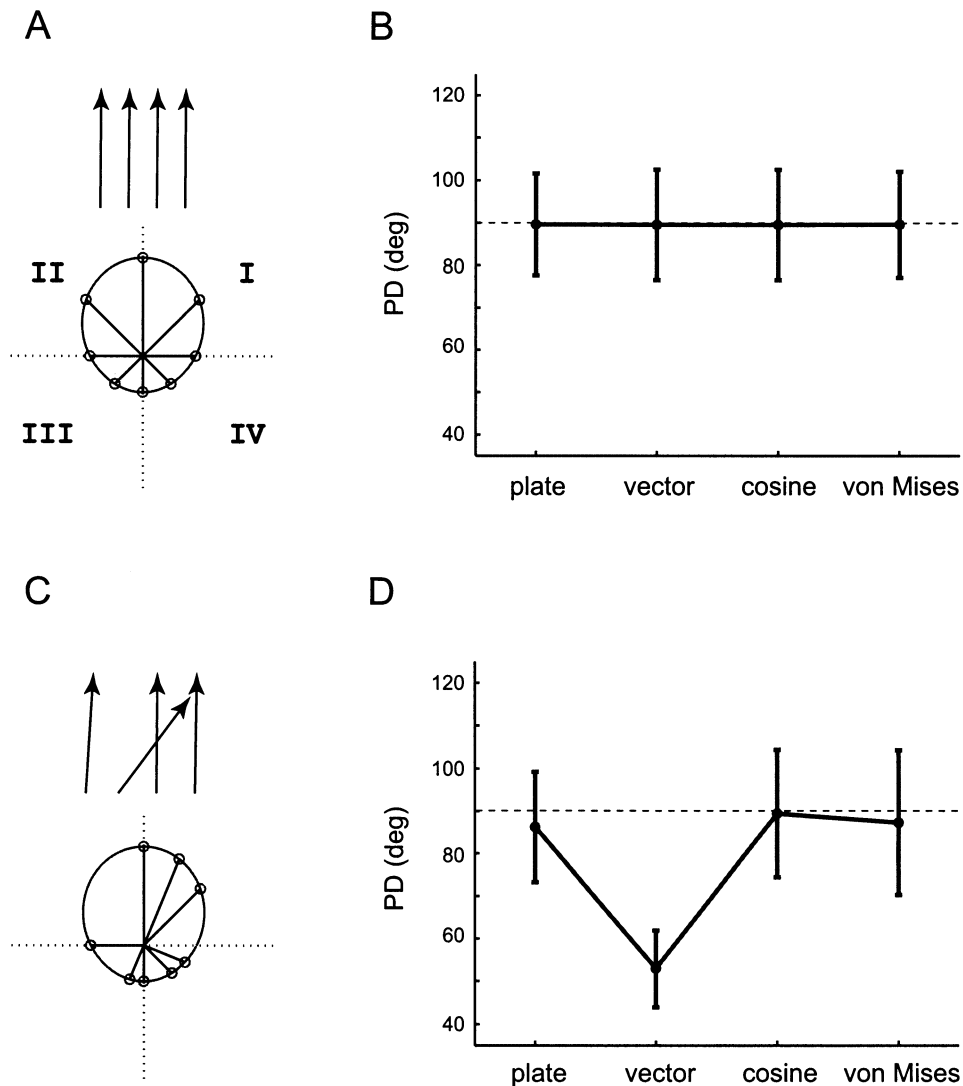 A
B
II
I
III
IV
PD (deg)
120
100
80
60
40
plate vector cosine von Mises
C
D
PD (deg)
120
100
80
60
40
plate vector cosine von Mises